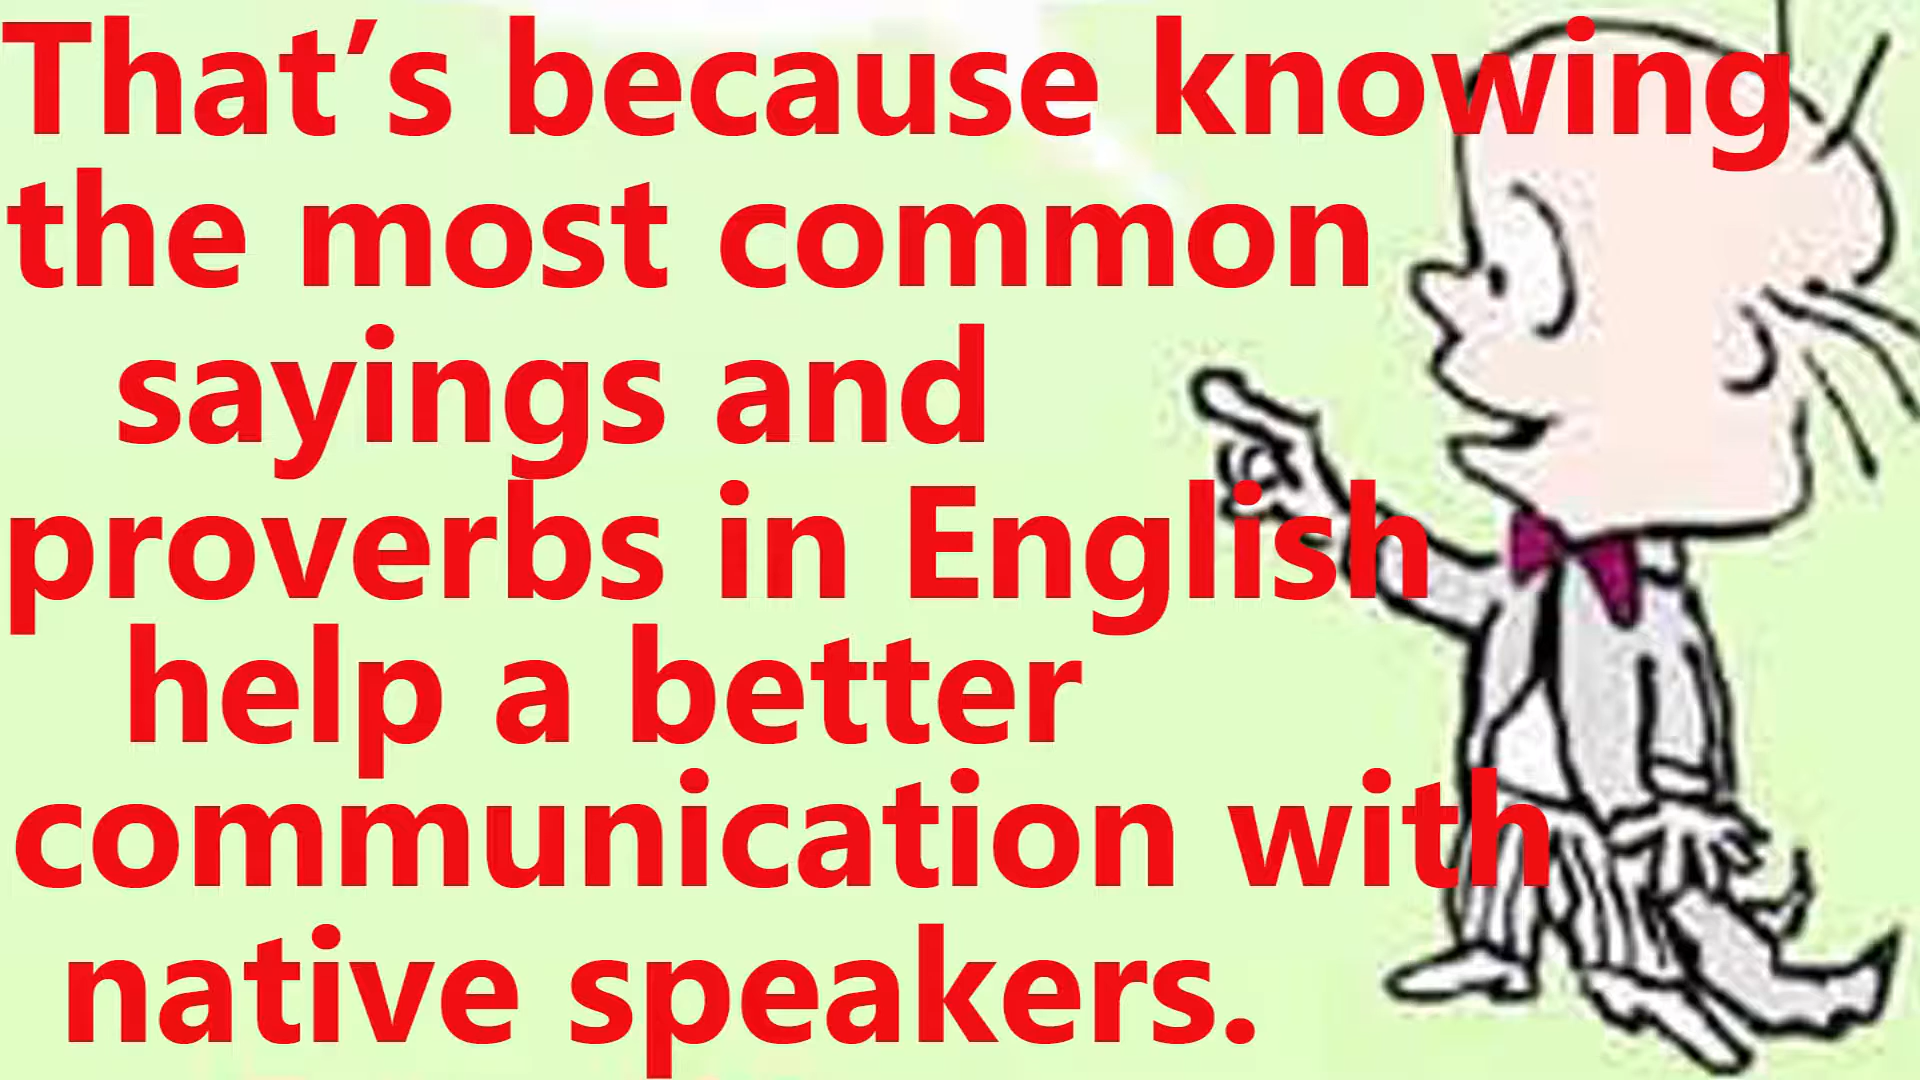 That’s because knowing
the most common
sayings and
proverbs in English
help a better
communication with
native speakers.